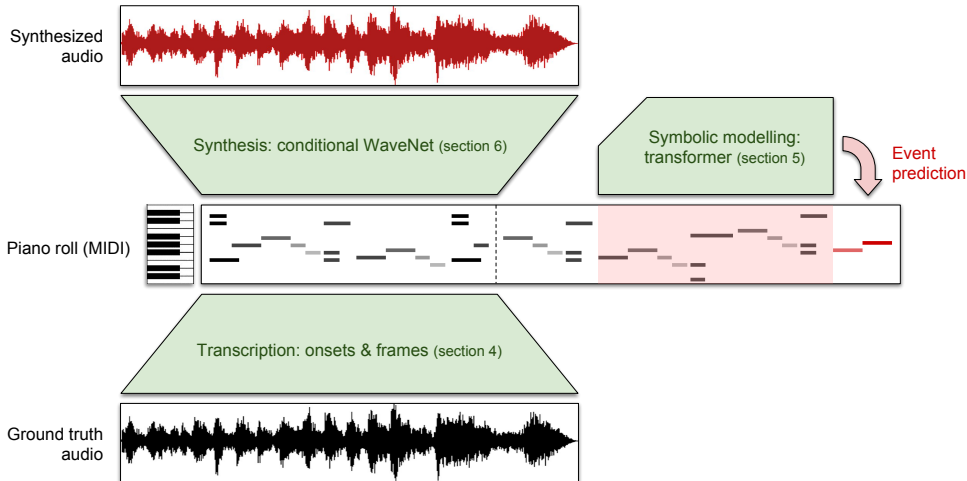 Synthesized
audio
Synthesis: conditional WaveNet (section 6)
Symbolic modelling:
transformer (section 5)
Event
prediction
Piano roll (MIDI)
Transcription: onsets & frames (section 4)
Ground truth
audio